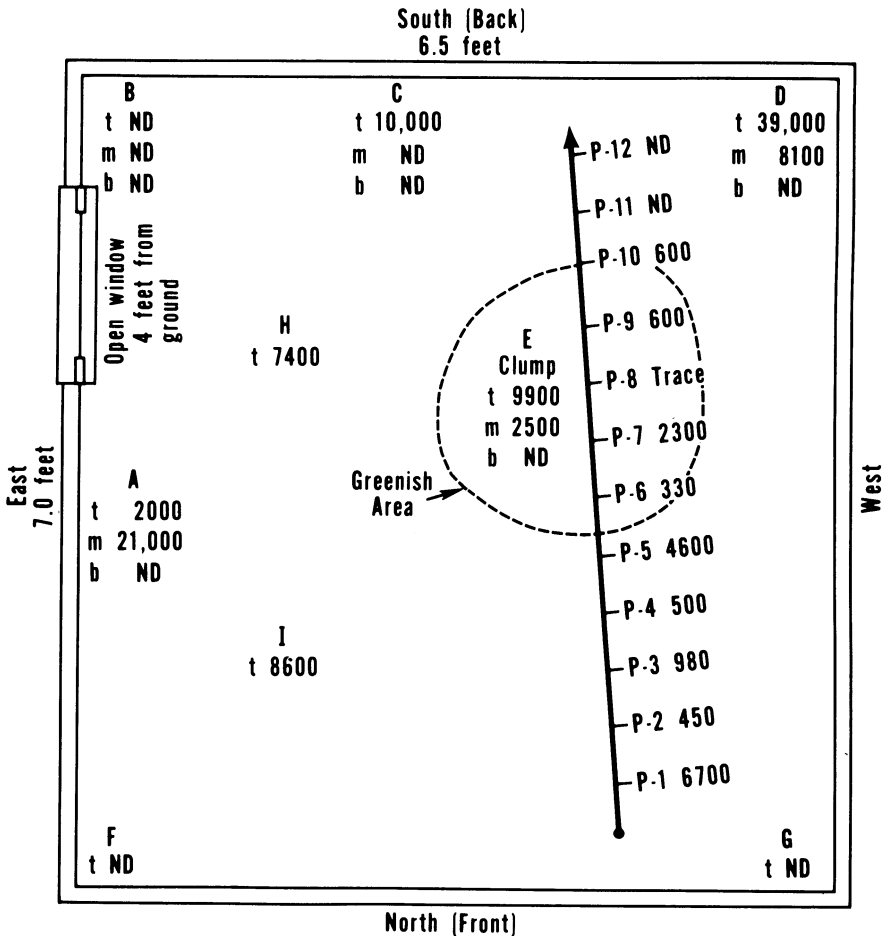 South (Back)
6.5 feet
B
t ND
m ND
b ND
C
t 10,000
m ND
b ND
D
t 39,000
m 8100
b ND
P-12 ND
P-11 ND
P-10 600
P-9 600
P-8 Trace
P-7 2300
P-6 330
P-5 4600
P-4 500
P-3 980
P-2 450
P-1 6700
Open window
4 feet from
ground
H
t 7400
E
Clump
t 9900
m 2500
b ND
Greenish
Area
East
7.0 feet
A
t 2000
m 21,000
b ND
West
I
t 8600
F
t ND
G
t ND
North (Front)